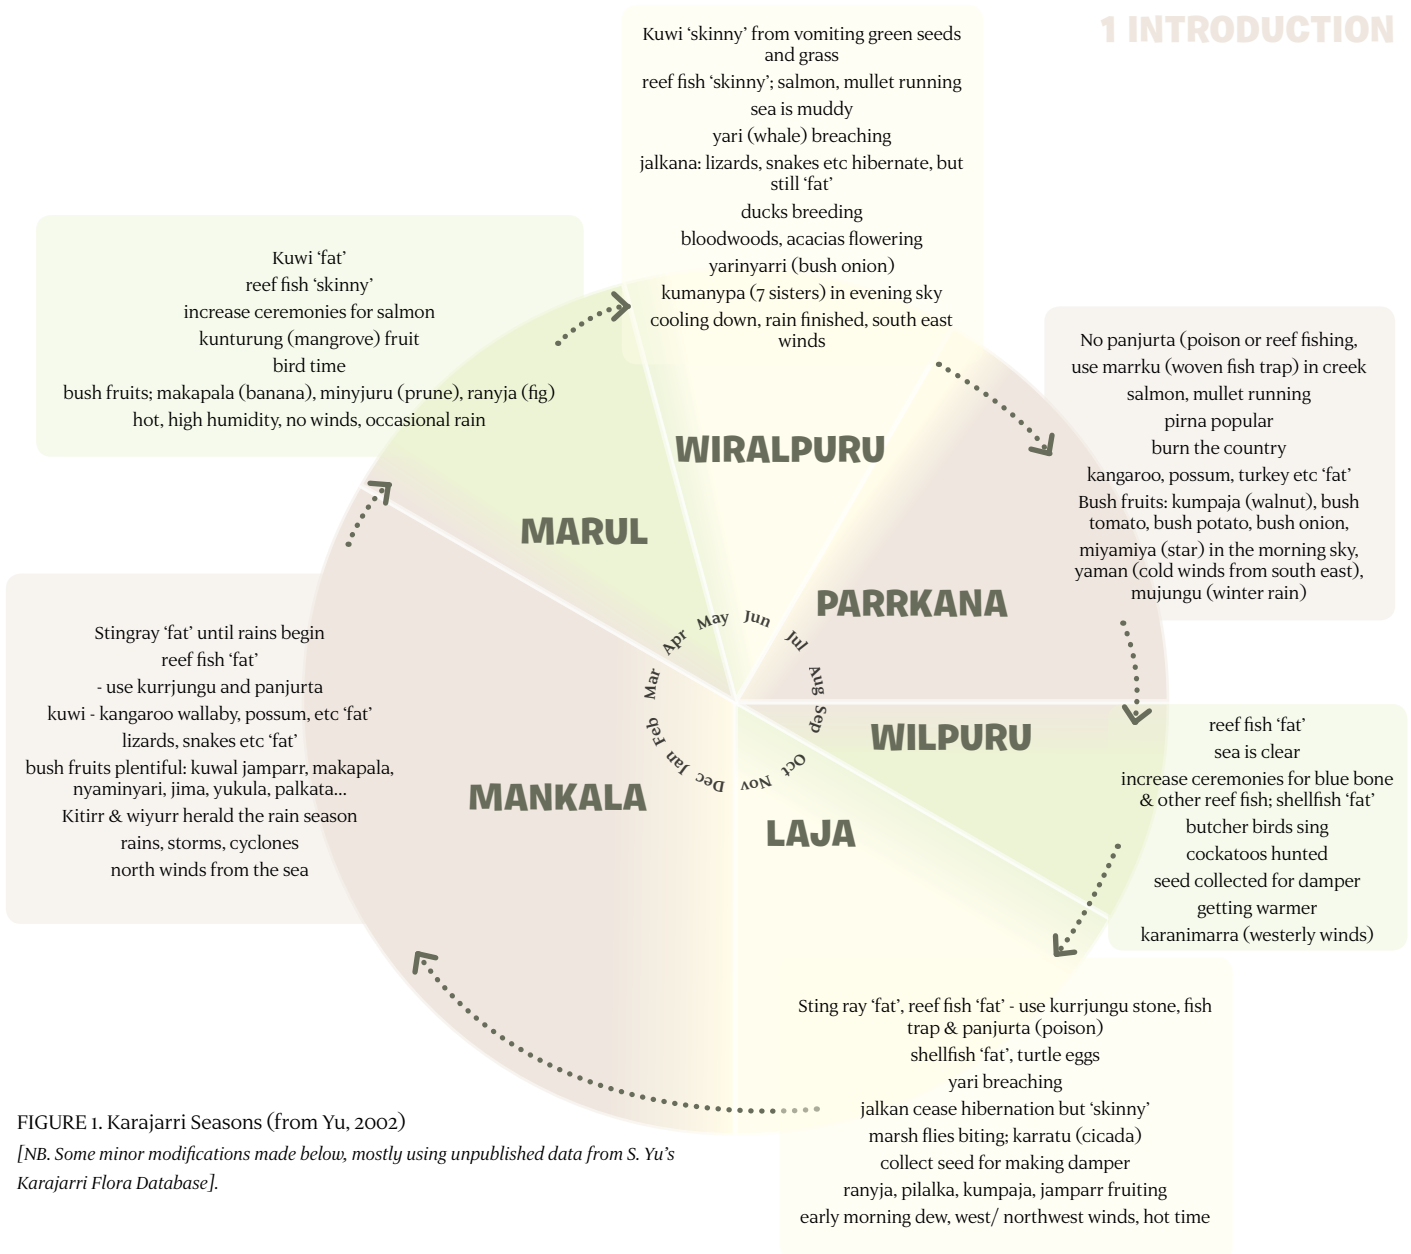 1 INTRODUCTION
Kuwi ‘skinny’ from vomiting green seeds
and grass
reef fish ‘skinny’; salmon, mullet running
sea is muddy
yari (whale) breaching
jalkana: lizards, snakes etc hibernate, but
still ‘fat’
ducks breeding
bloodwoods, acacias flowering
yarinyarri (bush onion)
kumanypa (7 sisters) in evening sky
cooling down, rain finished, south east
winds
Kuwi ‘fat’
reef fish ‘skinny’
increase ceremonies for salmon
kunturung (mangrove) fruit
bird time
bush fruits; makapala (banana), minyjuru (prune), ranyja (fig)
hot, high humidity, no winds, occasional rain
No panjurta (poison or reef fishing,
use marrku (woven fish trap) in creek
salmon, mullet running
pirna popular
burn the country
kangaroo, possum, turkey etc ‘fat’
Bush fruits: kumpaja (walnut), bush
tomato, bush potato, bush onion,
miyamiya (star) in the morning sky,
yaman (cold winds from south east),
mujungu (winter rain)
WIRALPURU
MARUL
PARRKANA
WILPURU
LAJA
MANKALA
Jan
Feb
Mar
Apr
May
Jun
Jul
Aug
Sep
Oct
Nov
Dec
Stingray ‘fat’ until rains begin
reef fish ‘fat’
- use kurrjungu and panjurta
kuwi - kangaroo wallaby, possum, etc ‘fat’
lizards, snakes etc ‘fat’
bush fruits plentiful: kuwal jamparr, makapala,
nyaminyari, jima, yukula, palkata...
Kitirr & wiyurr herald the rain season
rains, storms, cyclones
north winds from the sea
reef fish ‘fat’
sea is clear
increase ceremonies for blue bone
& other reef fish; shellfish ‘fat’
butcher birds sing
cockatoos hunted
seed collected for damper
getting warmer
karanimarra (westerly winds)
Sting ray ‘fat’, reef fish ‘fat’ - use kurrjungu stone, fish
trap & panjurta (poison)
shellfish ‘fat’, turtle eggs
yari breaching
jalkan cease hibernation but ‘skinny’
marsh flies biting; karratu (cicada)
collect seed for making damper
ranyja, pilalka, kumpaja, jamparr fruiting
early morning dew, west/ northwest winds, hot time
FIGURE 1. Karajarri Seasons (from Yu, 2002)
[NB. Some minor modifications made below, mostly using unpublished data from S. Yu’s
Karajarri Flora Database].